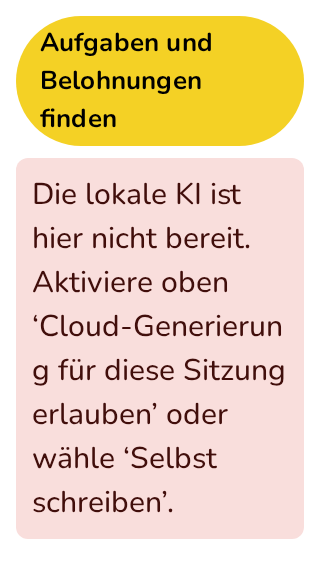 Aufgaben und
Belohnungen
finden
Die lokale KI ist
hier nicht bereit.
Aktiviere oben
‘Cloud-Generierun
g für diese Sitzung
erlauben’ oder
wähle ‘Selbst
schreiben’.